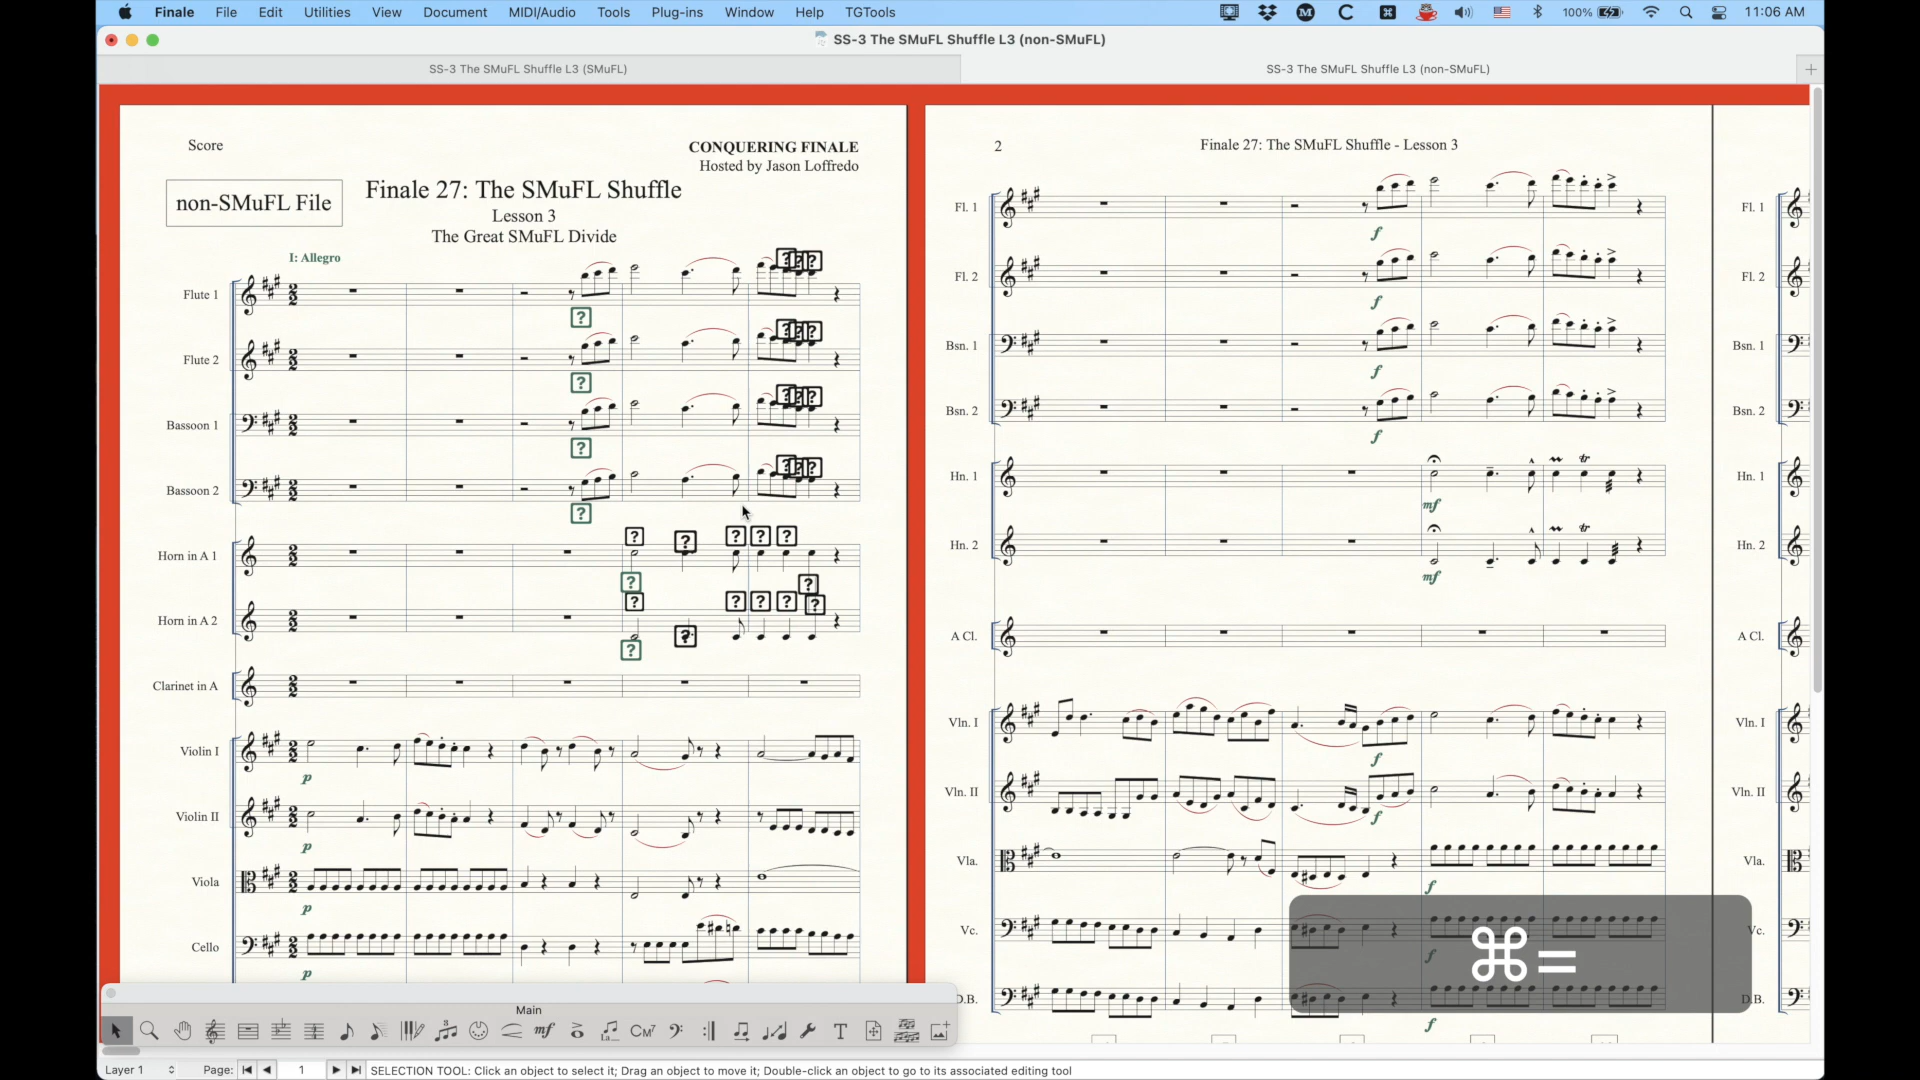 Finale File Edit Utilities View Document MIDI/Audio Tools Plug-ins Window Help TGTools 100% 11:06 AM
SS-3 The SMuFL Shuffle L3 (non-SMuFL)
SS-3 The SMuFL Shuffle L3 (SMuFL) SS-3 The SMuFL Shuffle L3 (non-SMuFL)
Score
CONQUERING FINALE
Hosted by Jason Loffredo
non-SMuFL File
Finale 27: The SMuFL Shuffle
Lesson 3
The Great SMuFL Divide
I: Allegro
Flute 1
?
Flute 2
?
Bassoon 1
?
Bassoon 2
?
Horn in A 1
?
Horn in A 2
?
Clarinet in A
Violin I
p
Violin II
p
Viola
p
Cello
p
2
Finale 27: The SMuFL Shuffle - Lesson 3
Fl. 1
f
Fl. 1
Fl. 2
f
Fl. 2
Bsn. 1
f
Bsn. 1
Bsn. 2
f
Bsn. 2
Hn. 1
tr
mf
Hn. 1
Hn. 2
tr
mf
Hn. 2
A Cl.
A Cl.
Vln. I
f
Vln. I
Vln. II
f
Vln. II
Vla.
f
Vla.
Vc.
f
Vc.
D.B.
f
D.B.
⌘=
Main
mf CM7 T
Layer 1 Page: 1 SELECTION TOOL: Click an object to select it; Drag an object to move it; Double-click an object to go to its associated editing tool